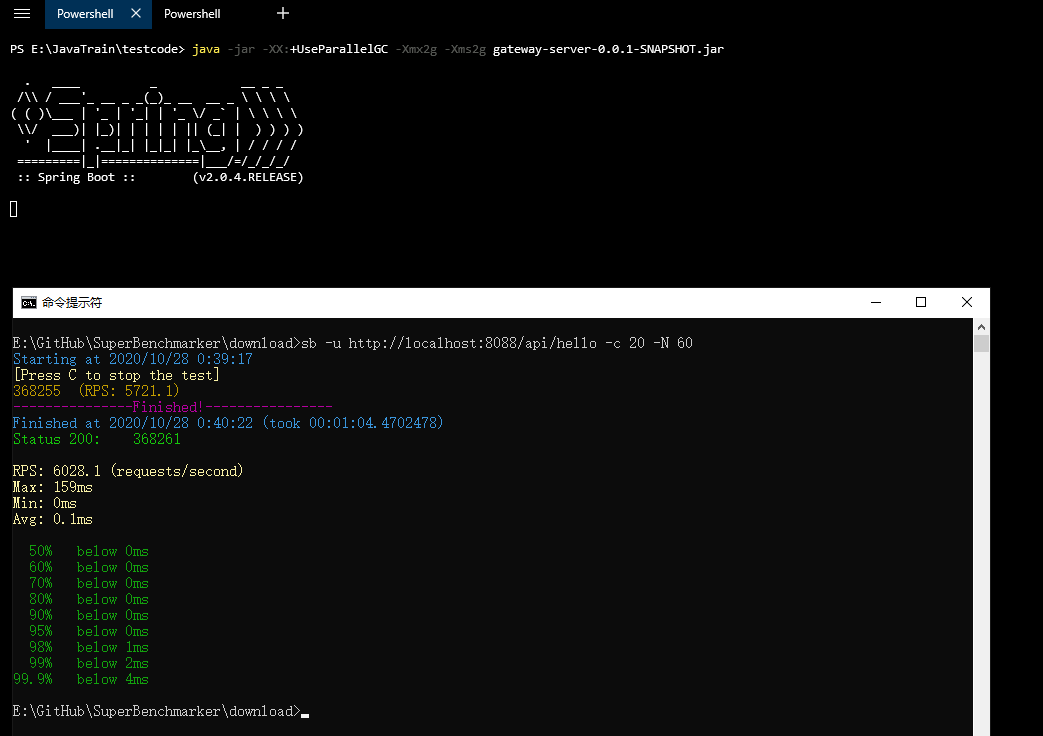 Powershell
Powershell
PS E:\JavaTrain\testcode> java -jar -XX:+UseParallelGC -Xmx2g -Xms2g gateway-server-0.0.1-SNAPSHOT.jar
  .   ____          _            __ _ _
 /\\ / ___'_ __ _ _(_)_ __  __ _ \ \ \ \
( ( )\___ | '_ | '_| | '_ \/ _` | \ \ \ \
 \\/  ___)| |_)| | | | | || (_| |  ) ) ) )
  '  |____| .__|_| |_|_| |_\__, | / / / /
 =========|_|==============|___/=/_/_/_/
 :: Spring Boot ::        (v2.0.4.RELEASE)
命令提示符
E:\GitHub\SuperBenchmarker\download>sb -u http://localhost:8088/api/hello -c 20 -N 60
Starting at 2020/10/28 0:39:17
[Press C to stop the test]
368255  (RPS: 5721.1)
---------------Finished!----------------
Finished at 2020/10/28 0:40:22 (took 00:01:04.4702478)
Status 200:    368261
RPS: 6028.1 (requests/second)
Max: 159ms
Min: 0ms
Avg: 0.1ms
50%   below 0ms
60%   below 0ms
70%   below 0ms
80%   below 0ms
90%   below 0ms
95%   below 0ms
98%   below 1ms
99%   below 2ms
99.9%   below 4ms
E:\GitHub\SuperBenchmarker\download>